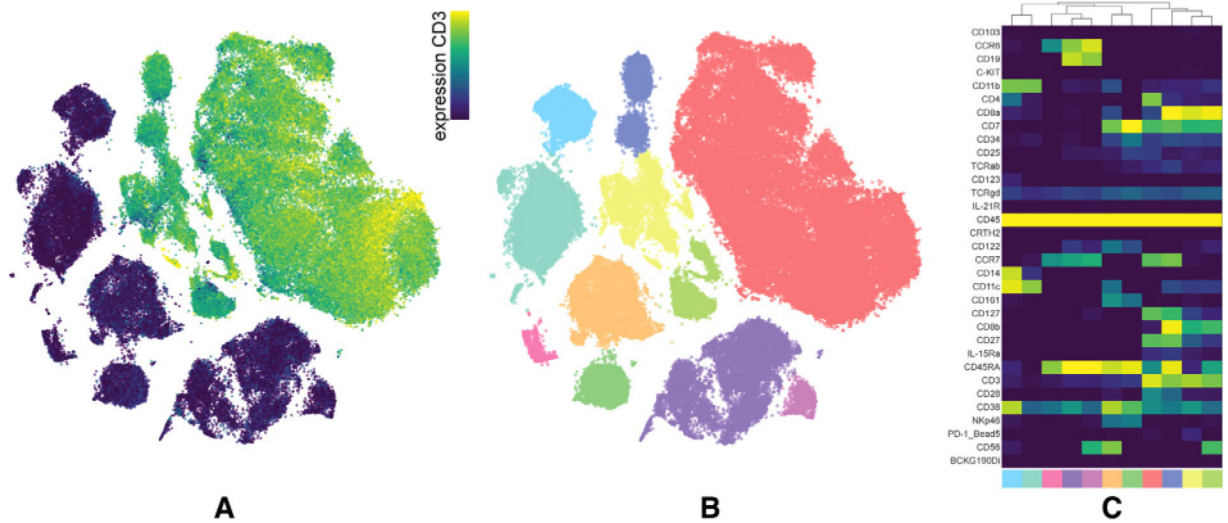 expression CD3
CD103
CCR6
CD19
C-KIT
CD11b
CD4
CD8a
CD7
CD34
CD25
TCRab
CD123
TCRgd
IL-21R
CD45
CRTH2
CD122
CCR7
CD14
CD11c
CD161
CD127
CD8b
CD27
IL-15Ra
CD45RA
CD3
CD28
CD38
NKp46
PD-1_Bead5
CD56
BCKG190Di
A
B
C